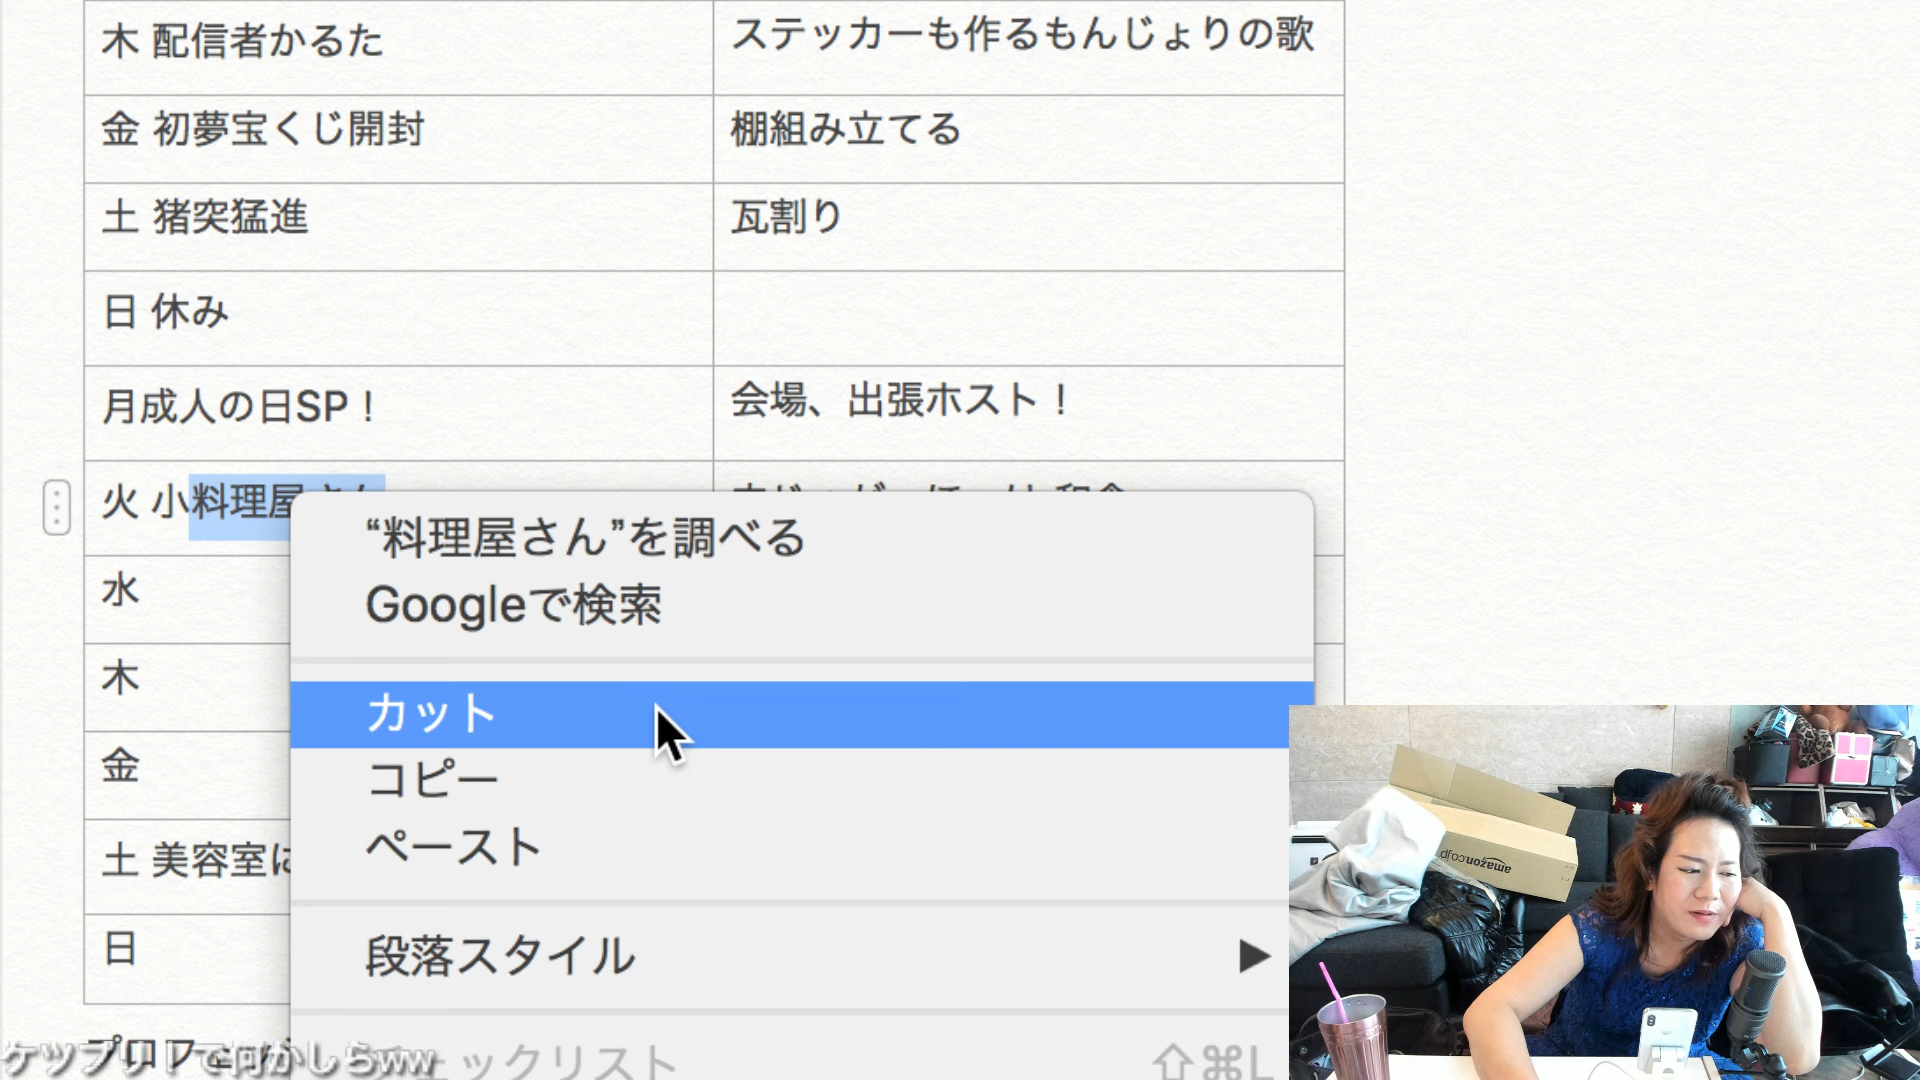 木 配信者かるた
ステッカーも作るもんじょりの歌
金 初夢宝くじ開封
棚組み立てる
土 猪突猛進
瓦割り
日 休み
月成人の日SP！
会場、出張ホスト！
火 小料理屋さん
“料理屋さん”を調べる
Googleで検索
水
木
カット
コピー
金
ペースト
土 美容室に
段落スタイル
日
ェックリスト
⇧⌘L
amazon.co.jp